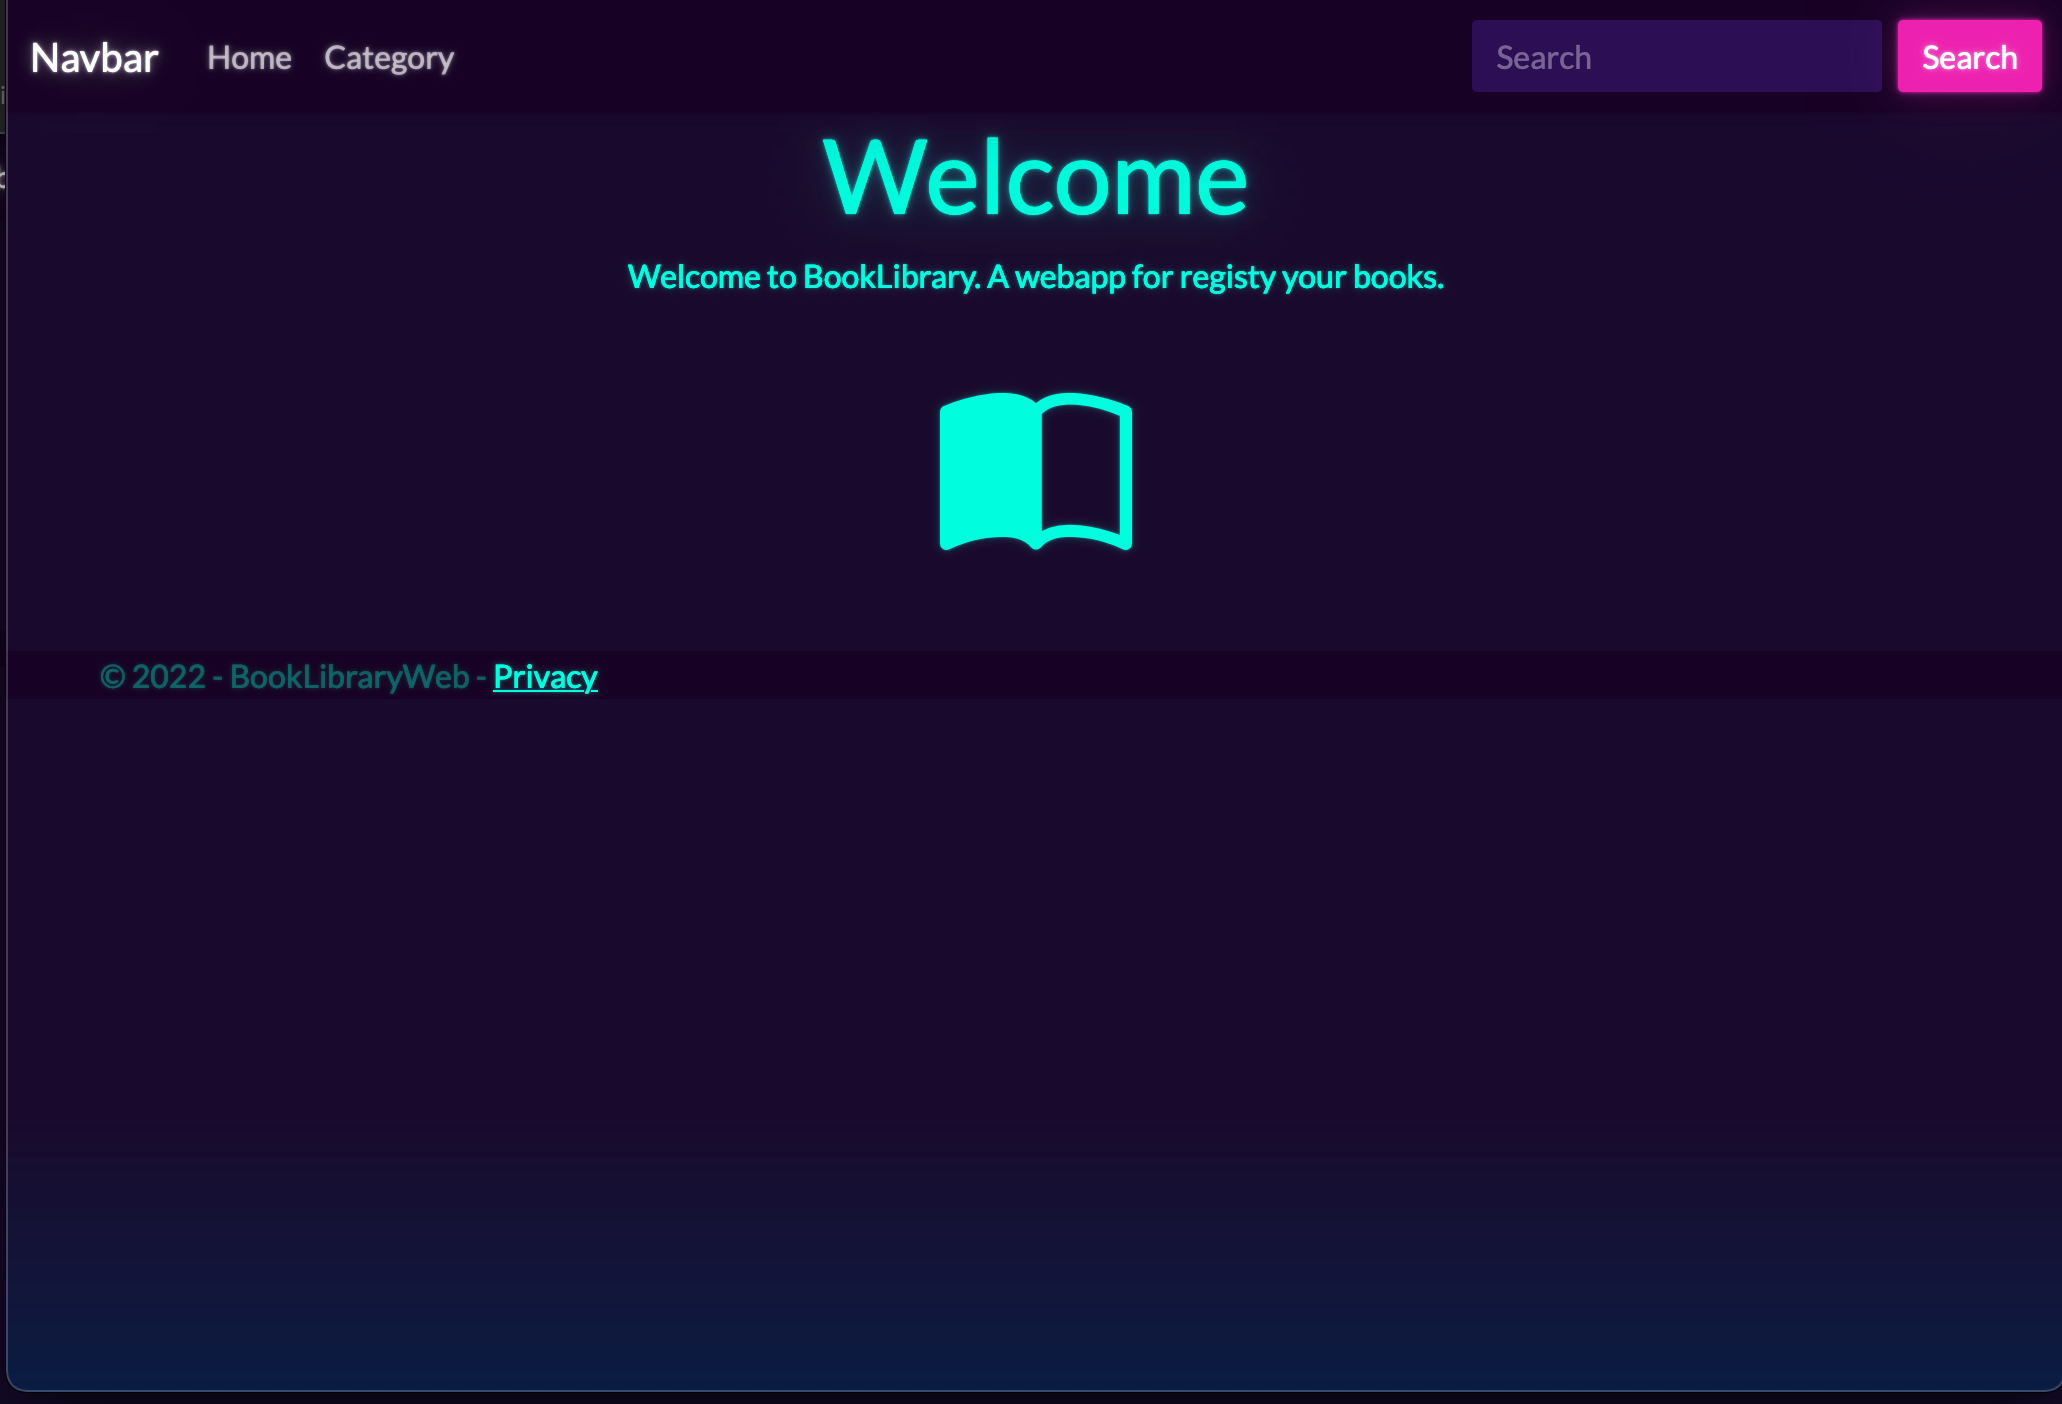 Navbar Home Category Search Search
Welcome
Welcome to BookLibrary. A webapp for registy your books.
© 2022 - BookLibraryWeb - Privacy